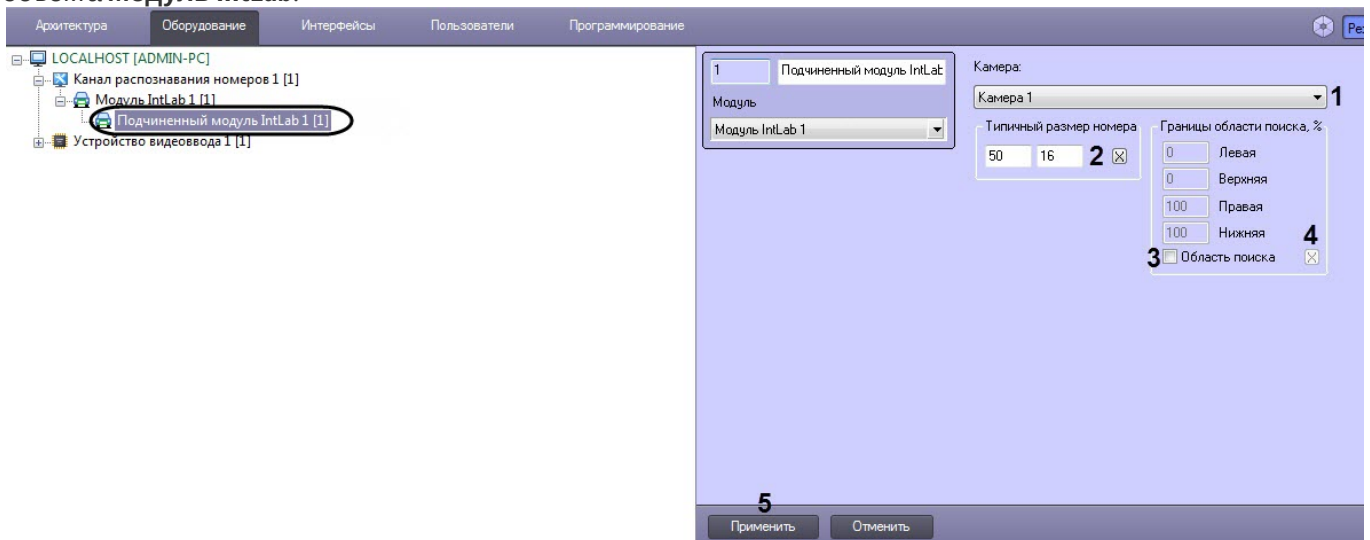 объекта Модуль IntLab.
Архитектура Оборудование Интерфейсы Пользователи Программирование
LOCALHOST [ADMIN-PC]
Канал распознавания номеров 1 [1]
Модуль IntLab 1 [1]
Подчиненный модуль IntLab 1 [1]
Устройство видеоввода 1 [1]
1 Подчиненный модуль IntLab
Модуль
Модуль IntLab 1
Камера:
Камера 1 1
Типичный размер номера
50 16 2
Границы области поиска, %
0 Левая
0 Верхняя
100 Правая
100 Нижняя 4
3 Область поиска
5
Применить Отменить